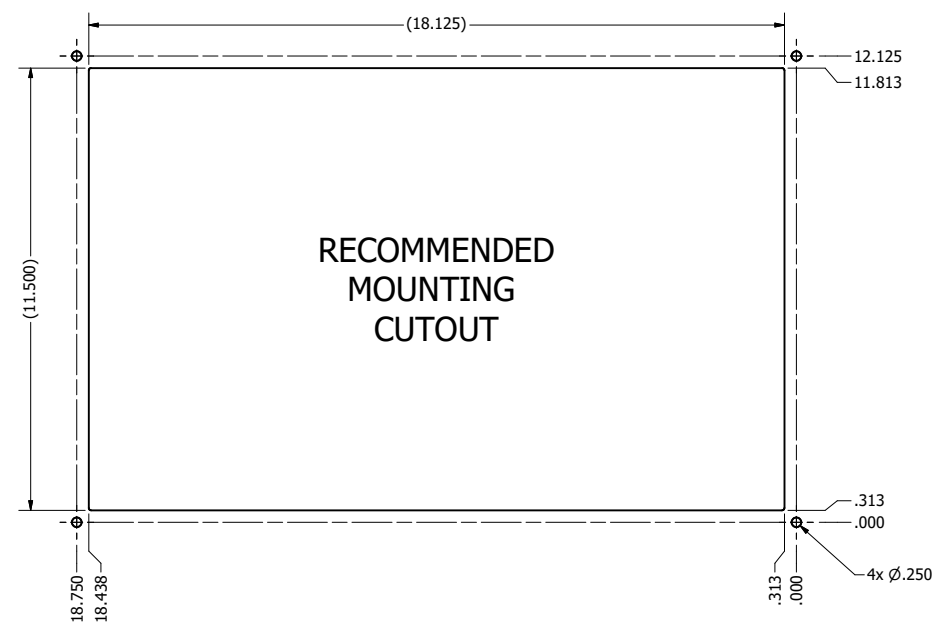 (18.125)
12.125
11.813
(11.500)
RECOMMENDED
MOUNTING
CUTOUT
.313
.000
4x Ø.250
18.750
18.438
.313
.000